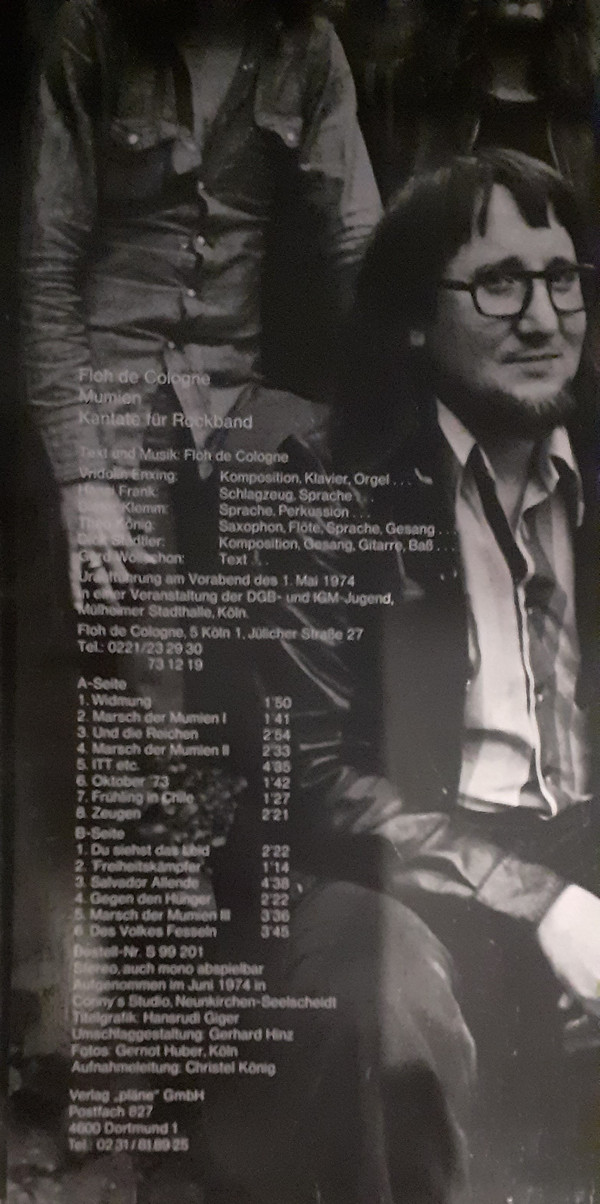 Floh de Cologne
Mumien
Kantate für Rockband
Text und Musik: Floh de Cologne
Vridolin Enxing: Komposition, Klavier, Orgel . . .
Frank: Schlagzeug, Sprache . . .
Klemm: Sprache, Perkussion . . .
Theo König: Saxophon, Flöte, Sprache, Gesang . . .
Dick Städtler: Komposition, Gesang, Gitarre, Baß . . .
Gerd Wollschon: Text . . .
Uraufführung am Vorabend des 1. Mai 1974
in einer Veranstaltung der DGB- und IGM-Jugend,
Mülheimer Stadthalle, Köln.
Floh de Cologne, 5 Köln 1, Jülicher Straße 27
Tel.: 0221/23 29 30
73 12 19
A-Seite
1. Widmung 1'50
2. Marsch der Mumien I 1'41
3. Und die Reichen 2'54
4. Marsch der Mumien II 2'33
5. ITT etc.
6. Oktober '73 1'42
7. Frühling in Chile 1'27
8. Zeugen 2'21
B-Seite
1. Du siehst das Leid 2'22
2. Freiheitskämpfer 1'14
3. Salvador Allende 4'38
4. Gegen den Hunger 2'22
5. Marsch der Mumien III 3'36
6. Des Volkes Fesseln 3'45
Bestell-Nr. S 99 201
Stereo, auch mono abspielbar
Aufgenommen im Juni 1974 in
Conny's Studio, Neunkirchen-Seelscheidt
Titelgrafik: Hansrudi Giger
Umschlaggestaltung: Gerhard Hinz
Fotos: Gernot Huber, Köln
Aufnahmeleitung: Christel König
Verlag „pläne" GmbH
Postfach 827
4600 Dortmund 1
Tel.: 02 31 / 81 89 25